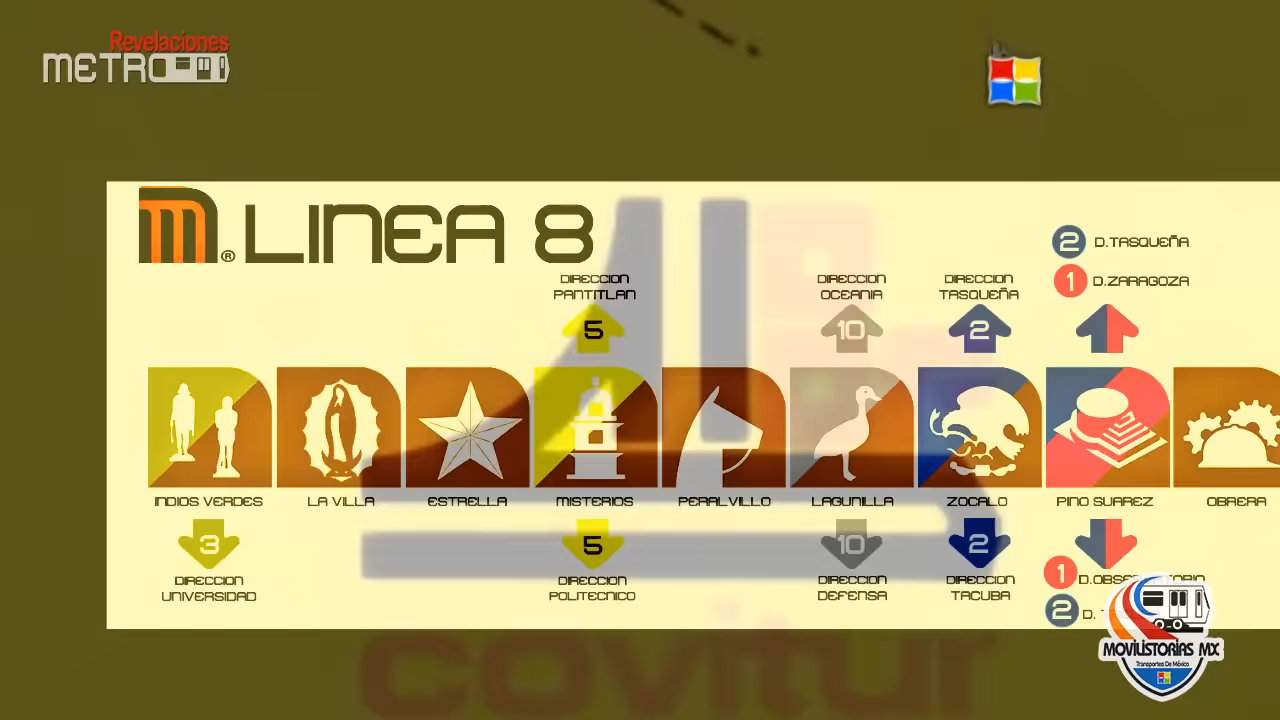 Revelaciones
METRO
M® LINEA 8
2 D.TASQUEÑA
1 D.ZARAGOZA
DIRECCION
PANTITLAN
DIRECCION
OCEANIA
DIRECCION
TASQUEÑA
5
10
2
INDIOS VERDES
LA VILLA
ESTRELLA
MISTERIOS
PERALVILLO
LAGUNILLA
ZOCALO
PINO SUAREZ
OBRERA
3
5
10
2
DIRECCION
UNIVERSIDAD
DIRECCION
POLITECNICO
DIRECCION
DEFENSA
DIRECCION
TACUBA
1
2 D.
covitur
MOVILISTORIAS MX
Transportes De México